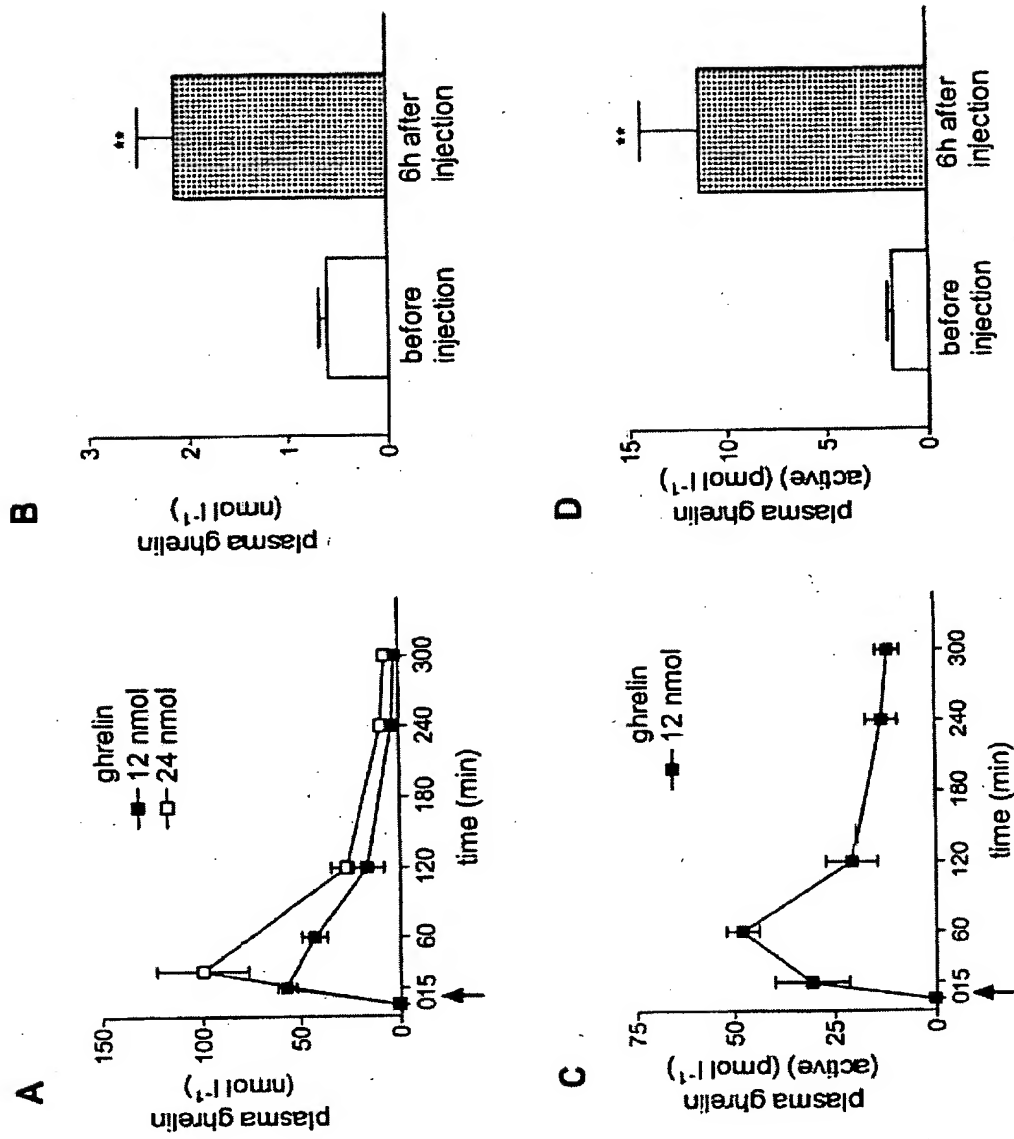 A
plasma ghrelin
(nmol l⁻¹)
150
100
50
0
ghrelin
12 nmol
24 nmol
0 15 60 120 180 240 300
time (min)
B
plasma ghrelin
(nmol l⁻¹)
3
2
1
0
**
before
injection
6h after
injection
C
plasma ghrelin
(active) (pmol l⁻¹)
75
50
25
0
ghrelin
12 nmol
0 15 60 120 180 240 300
time (min)
D
plasma ghrelin
(active) (pmol l⁻¹)
15
10
5
0
**
before
injection
6h after
injection